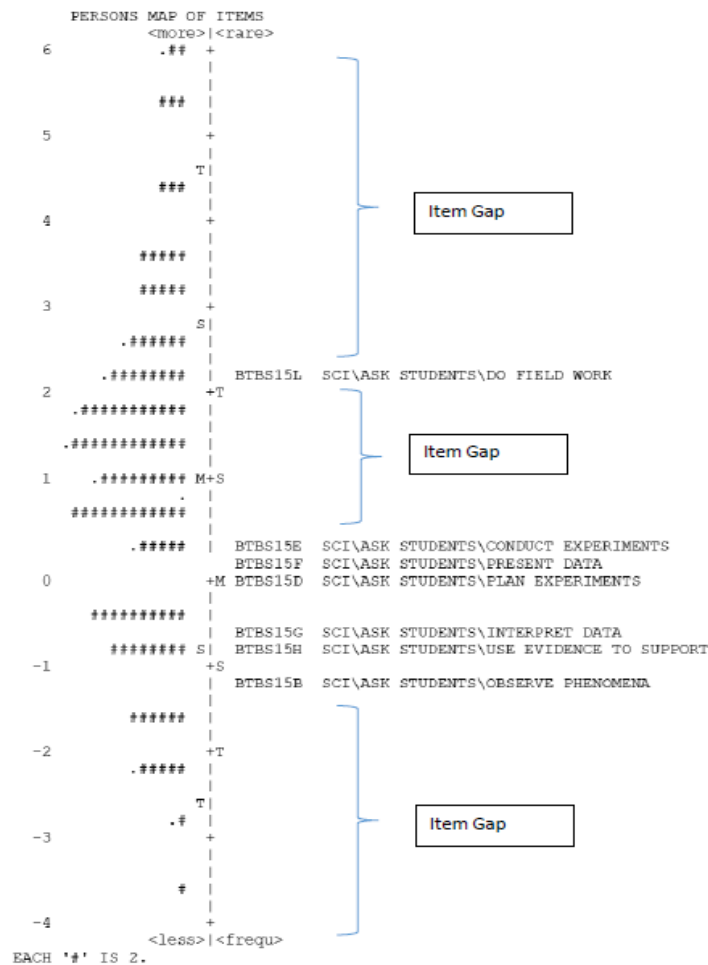 PERSONS MAP OF ITEMS
<more>|<rare>
6 .## +
|
### |
5 +
|
T|
### |
4 +
|
##### |
##### |
3 +
S|
.###### |
.######## | BTBS15L SCI\ASK STUDENTS\DO FIELD WORK
2 +T
.########### |
.############ |
1 .######### M+S
. |
############ |
.##### | BTBS15E SCI\ASK STUDENTS\CONDUCT EXPERIMENTS
BTBS15F SCI\ASK STUDENTS\PRESENT DATA
0 +M BTBS15D SCI\ASK STUDENTS\PLAN EXPERIMENTS
########## |
BTBS15G SCI\ASK STUDENTS\INTERPRET DATA
######## S| BTBS15H SCI\ASK STUDENTS\USE EVIDENCE TO SUPPORT
-1 +S
BTBS15B SCI\ASK STUDENTS\OBSERVE PHENOMENA
###### |
-2 +T
.##### |
T|
.# |
-3 +
|
# |
-4 +
<less>|<frequ>
EACH '#' IS 2.
Item Gap
Item Gap
Item Gap